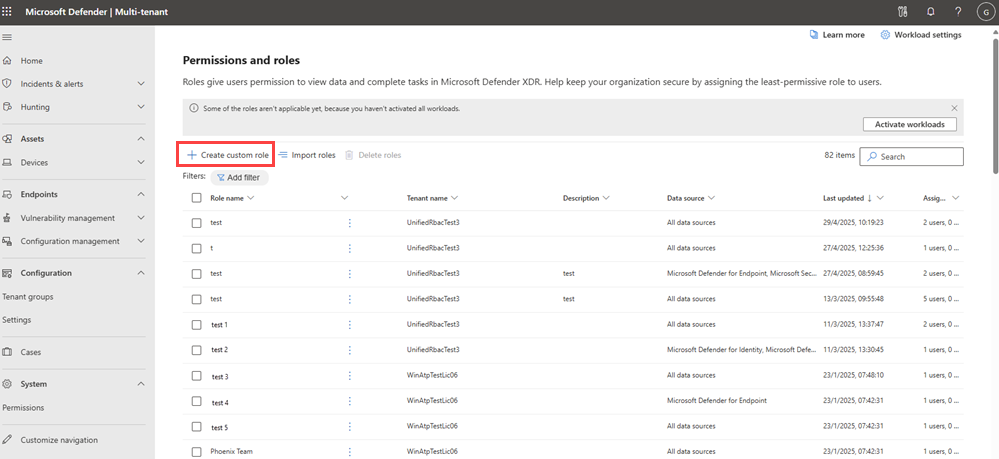 Microsoft Defender | Multi-tenant
G
Learn more
Workload settings
Home
Incidents & alerts
Hunting
Assets
Devices
Endpoints
Vulnerability management
Configuration management
Configuration
Tenant groups
Settings
Cases
System
Permissions
Customize navigation
Permissions and roles
Roles give users permission to view data and complete tasks in Microsoft Defender XDR. Help keep your organization secure by assigning the least-permissive role to users.
Some of the roles aren't applicable yet, because you haven't activated all workloads.
Activate workloads
Create custom role Import roles Delete roles 82 items Search
Filters: Add filter
Role name Tenant name Description Data source Last updated Assig...
test UnifiedRbacTest3 All data sources 29/4/2025, 10:19:23 2 users, 0 ...
t UnifiedRbacTest3 All data sources 27/4/2025, 12:25:36 1 users, 0 ...
test UnifiedRbacTest3 test Microsoft Defender for Endpoint, Microsoft Sec... 27/4/2025, 08:59:45 2 users, 0 ...
test UnifiedRbacTest3 test All data sources 13/3/2025, 09:55:48 5 users, 0 ...
test 1 UnifiedRbacTest3 All data sources 11/3/2025, 13:37:47 2 users, 0 ...
test 2 UnifiedRbacTest3 Microsoft Defender for Identity, Microsoft Defe... 11/3/2025, 13:30:45 1 users, 0 ...
test 3 WinAtpTestLic06 All data sources 23/1/2025, 07:48:10 1 users, 0 ...
test 4 WinAtpTestLic06 Microsoft Defender for Endpoint 23/1/2025, 07:42:31 1 users, 0 ...
test 5 WinAtpTestLic06 All data sources 23/1/2025, 07:42:31 1 users, 0 ...
Phoenix Team WinAtpTestLic06 All data sources 23/1/2025, 07:42:31 1 users, 0 ...